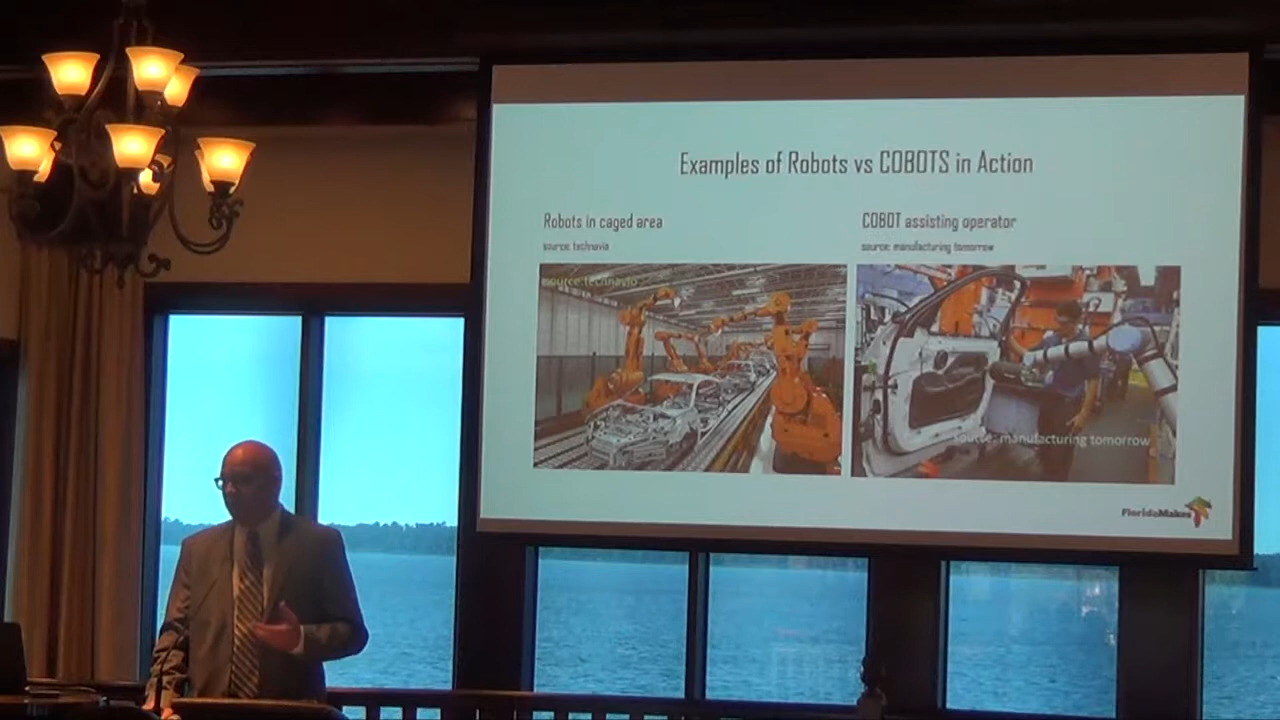 Examples of Robots vs COBOTS in Action
Robots in caged area
source: technavio
COBOT assisting operator
source: manufacturing tomorrow
source:technavio
source: manufacturing tomorrow
FloridaMakes